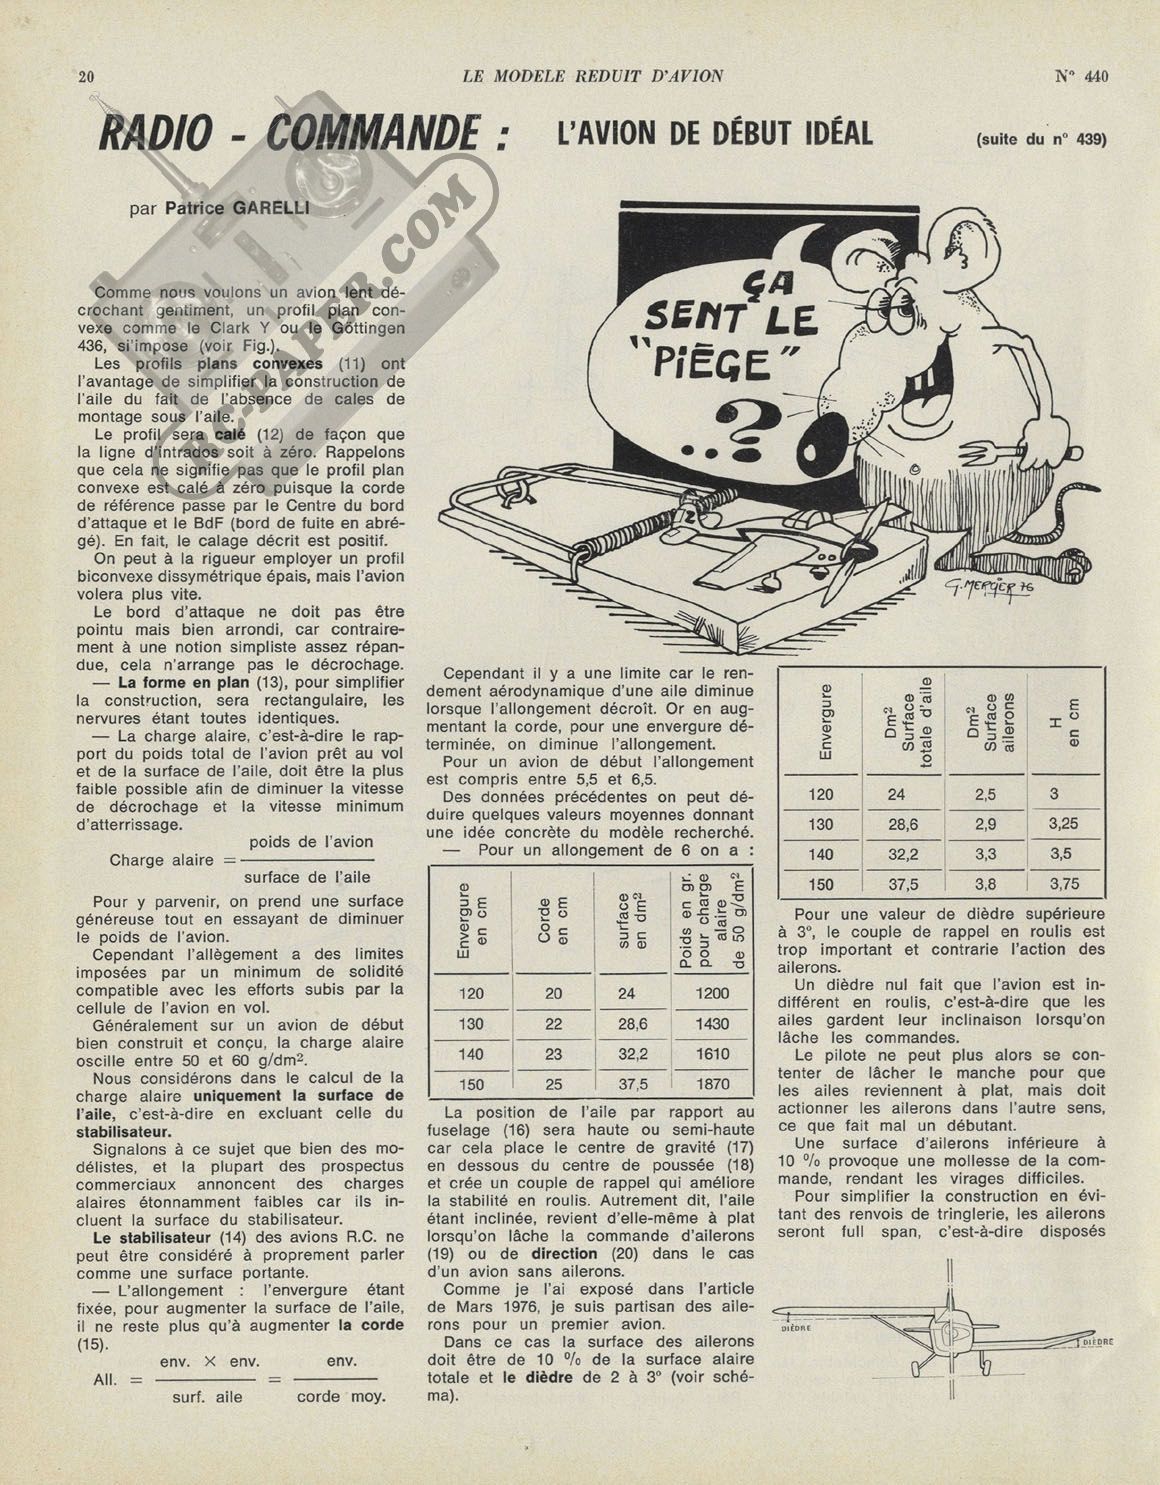 20
LE MODELE REDUIT D'AVION
N° 440
RADIO - COMMANDE : L'AVION DE DÉBUT IDÉAL
(suite du n° 439)
par Patrice GARELLI
RC-PAPER.COM
Comme nous voulons un avion lent dé-
crochant gentiment, un profil plan con-
vexe comme le Clark Y ou le Göttingen
436, si'impose (voir Fig.).
Les profils plans convexes (11) ont
l'avantage de simplifier la construction de
l'aile du fait de l'absence de cales de
montage sous l'aile.
Le profil sera calé (12) de façon que
la ligne d'intrados soit à zéro. Rappelons
que cela ne signifie pas que le profil plan
convexe est calé à zéro puisque la corde
de référence passe par le Centre du bord
d'attaque et le BdF (bord de fuite en abré-
gé). En fait, le calage décrit est positif.
On peut à la rigueur employer un profil
biconvexe dissymétrique épais, mais l'avion
volera plus vite.
Le bord d'attaque ne doit pas être
pointu mais bien arrondi, car contraire-
ment à une notion simpliste assez répan-
due, cela n'arrange pas le décrochage.
— La forme en plan (13), pour simplifier
la construction, sera rectangulaire, les
nervures étant toutes identiques.
— La charge alaire, c'est-à-dire le rap-
port du poids total de l'avion prêt au vol
et de la surface de l'aile, doit être la plus
faible possible afin de diminuer la vitesse
de décrochage et la vitesse minimum
d'atterrissage.
poids de l'avion
Charge alaire =
surface de l'aile
Pour y parvenir, on prend une surface
généreuse tout en essayant de diminuer
le poids de l'avion.
Cependant l'allègement a des limites
imposées par un minimum de solidité
compatible avec les efforts subis par la
cellule de l'avion en vol.
Généralement sur un avion de début
bien construit et conçu, la charge alaire
oscille entre 50 et 60 g/dm².
Nous considérons dans le calcul de la
charge alaire uniquement la surface de
l'aile, c'est-à-dire en excluant celle du
stabilisateur.
Signalons à ce sujet que bien des mo-
délistes, et la plupart des prospectus
commerciaux annoncent des charges
alaires étonnamment faibles car ils in-
cluent la surface du stabilisateur.
Le stabilisateur (14) des avions R.C. ne
peut être considéré à proprement parler
comme une surface portante.
— L'allongement : l'envergure étant
fixée, pour augmenter la surface de l'aile,
il ne reste plus qu'à augmenter la corde
(15).
env. X env. env.
All. = =
surf. aile corde moy.
ÇA
SENT LE
"PiÈGE"
...?
Z
G. MERCIER 76
Cependant il y a une limite car le ren-
dement aérodynamique d'une aile diminue
lorsque l'allongement décroît. Or en aug-
mentant la corde, pour une envergure dé-
terminée, on diminue l'allongement.
Pour un avion de début l'allongement
est compris entre 5,5 et 6,5.
Des données précédentes on peut dé-
duire quelques valeurs moyennes donnant
une idée concrète du modèle recherché.
— Pour un allongement de 6 on a :
Envergure en cm
Corde en cm
surface en dm²
Poids en gr. pour charge alaire de 50 g/dm²
120 20 24 1200
130 22 28,6 1430
140 23 32,2 1610
150 25 37,5 1870
La position de l'aile par rapport au
fuselage (16) sera haute ou semi-haute
car cela place le centre de gravité (17)
en dessous du centre de poussée (18)
et crée un couple de rappel qui améliore
la stabilité en roulis. Autrement dit, l'aile
étant inclinée, revient d'elle-même à plat
lorsqu'on lâche la commande d'ailerons
(19) ou de direction (20) dans le cas
d'un avion sans ailerons.
Comme je l'ai exposé dans l'article
de Mars 1976, je suis partisan des aile-
rons pour un premier avion.
Dans ce cas la surface des ailerons
doit être de 10 % de la surface alaire
totale et le dièdre de 2 à 3° (voir sché-
ma).
Envergure
Dm² Surface totale d'aile
Dm² Surface ailerons
H en cm
120 24 2,5 3
130 28,6 2,9 3,25
140 32,2 3,3 3,5
150 37,5 3,8 3,75
Pour une valeur de dièdre supérieure
à 3°, le couple de rappel en roulis est
trop important et contrarie l'action des
ailerons.
Un dièdre nul fait que l'avion est in-
différent en roulis, c'est-à-dire que les
ailes gardent leur inclinaison lorsqu'on
lâche les commandes.
Le pilote ne peut plus alors se con-
tenter de lâcher le manche pour que
les ailes reviennent à plat, mais doit
actionner les ailerons dans l'autre sens,
ce que fait mal un débutant.
Une surface d'ailerons inférieure à
10 % provoque une mollesse de la com-
mande, rendant les virages difficiles.
Pour simplifier la construction en évi-
tant des renvois de tringlerie, les ailerons
seront full span, c'est-à-dire disposés
DIÈDRE
DIÈDRE